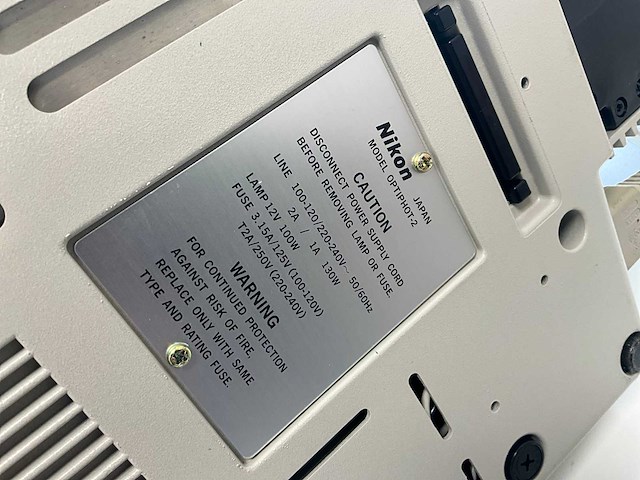 Nikon JAPAN
MODEL OPTIPHOT-2
CAUTION
DISCONNECT POWER SUPPLY CORD
BEFORE REMOVING LAMP OR FUSE.
LINE 100-120/220-240V~ 50/60Hz
2A / 1A 130W
LAMP 12V 100W
FUSE 3.15A/125V (100-120V)
T2A/250V (220-240V)
WARNING
FOR CONTINUED PROTECTION
AGAINST RISK OF FIRE,
REPLACE ONLY WITH SAME
TYPE AND RATING FUSE.